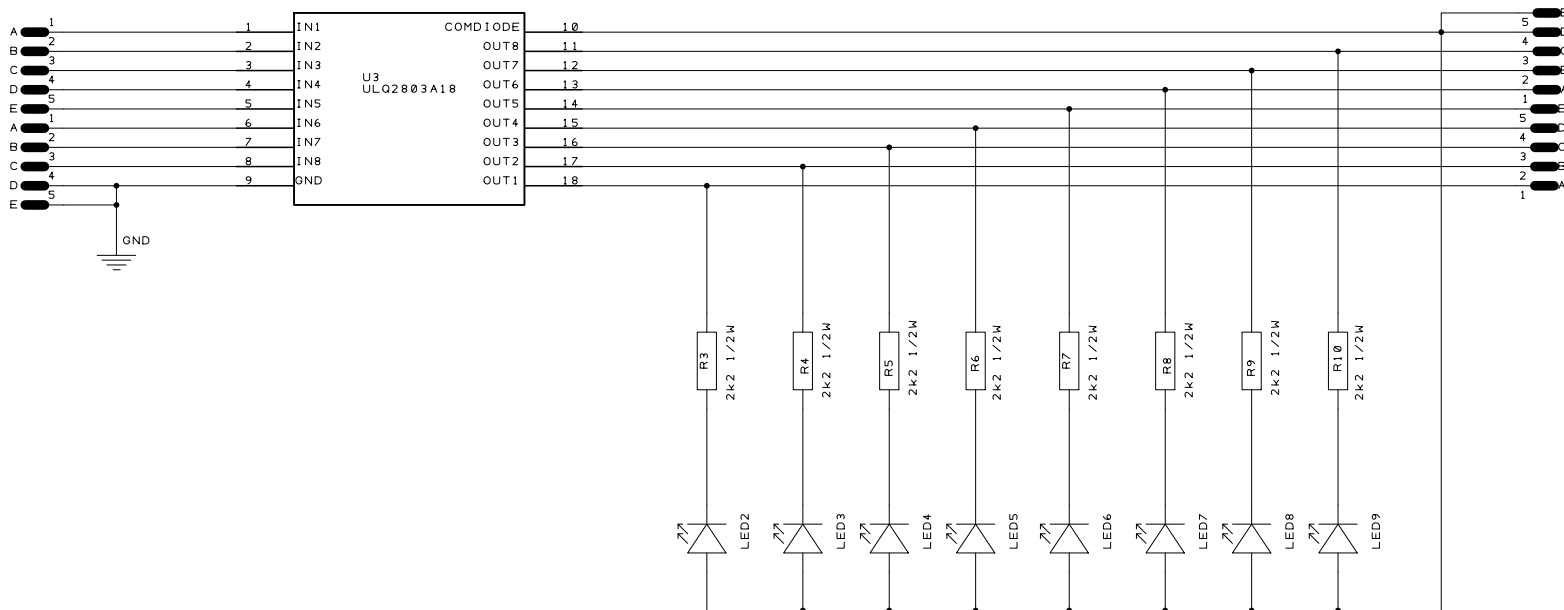 A 1 1 IN1 COMDIODE 10
B 2 2 IN2 OUT8 11 5
C 3 3 IN3 OUT7 12 4
D 4 4 IN4 OUT6 13 3
E 5 5 IN5 OUT5 14 2
A 1 6 IN6 OUT4 15 1
B 2 7 IN7 OUT3 16 5
C 3 8 IN8 OUT2 17 4
D 4 9 GND OUT1 18 3
E 5 2
1
U3
ULQ2803A18
GND
R3 2k2 1/2W
R4 2k2 1/2W
R5 2k2 1/2W
R6 2k2 1/2W
R7 2k2 1/2W
R8 2k2 1/2W
R9 2k2 1/2W
R10 2k2 1/2W
LED2
LED3
LED4
LED5
LED6
LED7
LED8
LED9